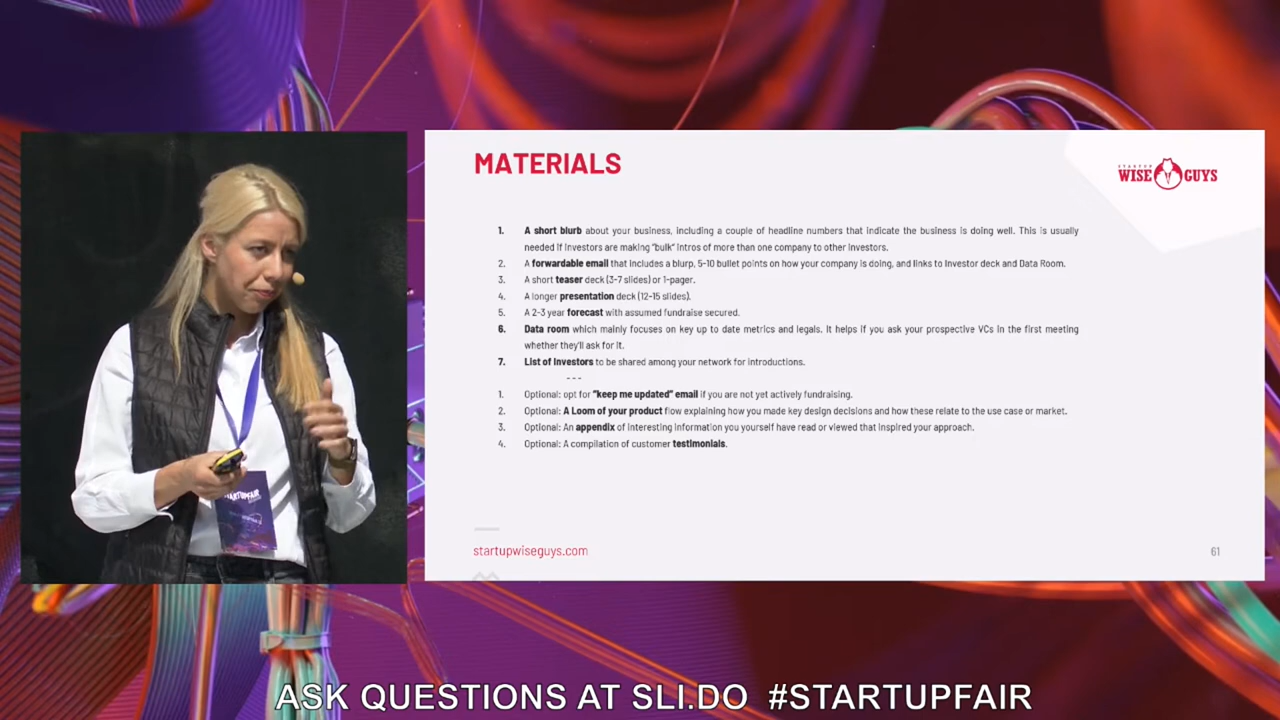 MATERIALS
STARTUP
WISE GUYS
1. A short blurb about your business, including a couple of headline numbers that indicate the business is doing well. This is usually
needed if Investors are making "bulk" intros of more than one company to other Investors.
2. A forwardable email that includes a blurp, 5-10 bullet points on how your company is doing, and links to Investor deck and Data Room.
3. A short teaser deck (3-7 slides) or 1-pager.
4. A longer presentation deck (12-15 slides).
5. A 2-3 year forecast with assumed fundraise secured.
6. Data room which mainly focuses on key up to date metrics and legals. It helps if you ask your prospective VCs in the first meeting
whether they'll ask for it.
7. List of Investors to be shared among your network for introductions.
---
1. Optional: opt for "keep me updated" email if you are not yet actively fundraising.
2. Optional: A Loom of your product flow explaining how you made key design decisions and how these relate to the use case or market.
3. Optional: An appendix of interesting information you yourself have read or viewed that inspired your approach.
4. Optional: A compilation of customer testimonials.
STARTUPFAIR
startupwiseguys.com
61
ASK QUESTIONS AT SLI.DO #STARTUPFAIR